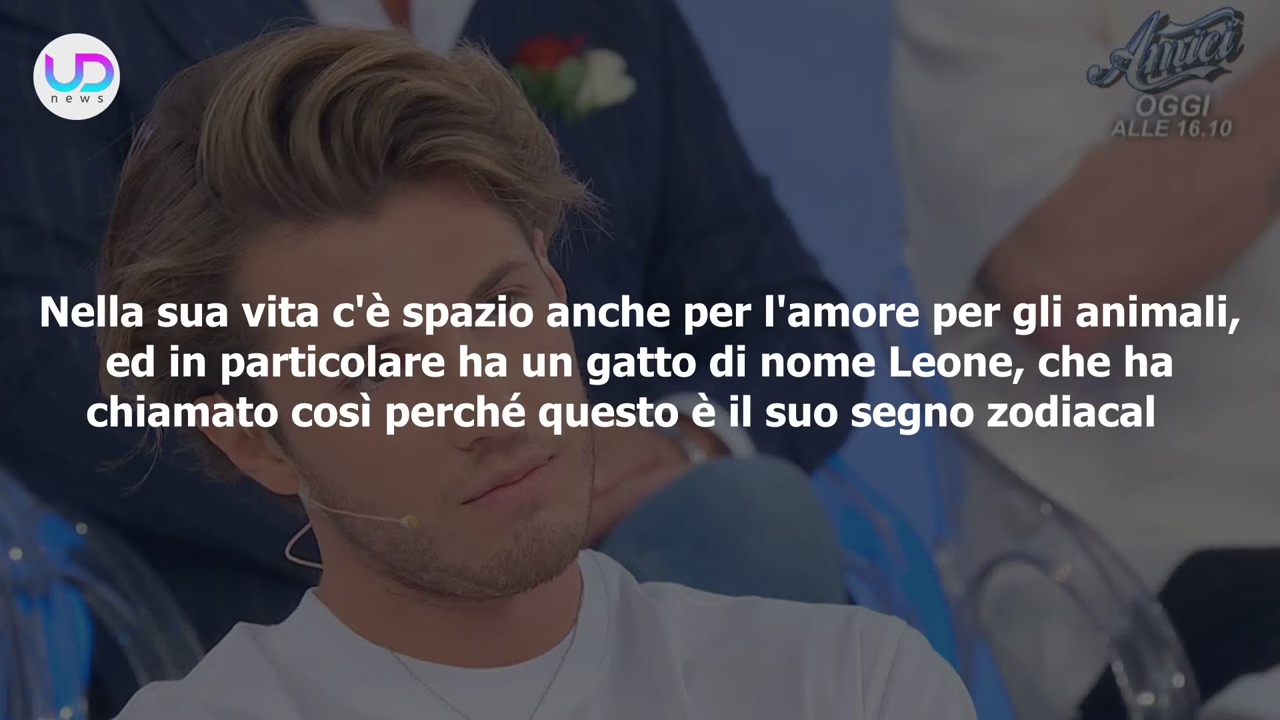 UD
news
Amici
OGGI
ALLE 16.10
Nella sua vita c'è spazio anche per l'amore per gli animali,
ed in particolare ha un gatto di nome Leone, che ha
chiamato così perché questo è il suo segno zodiacal